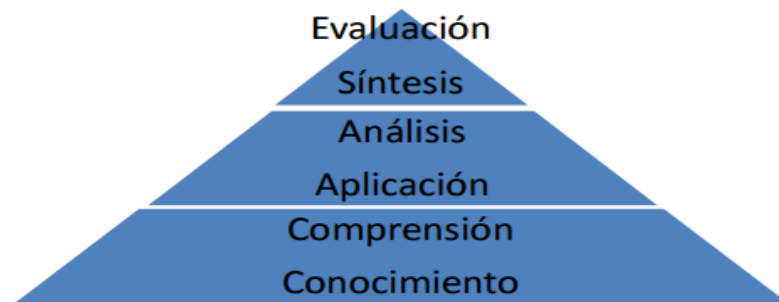 Evaluación
Síntesis
Análisis
Aplicación
Comprensión
Conocimiento